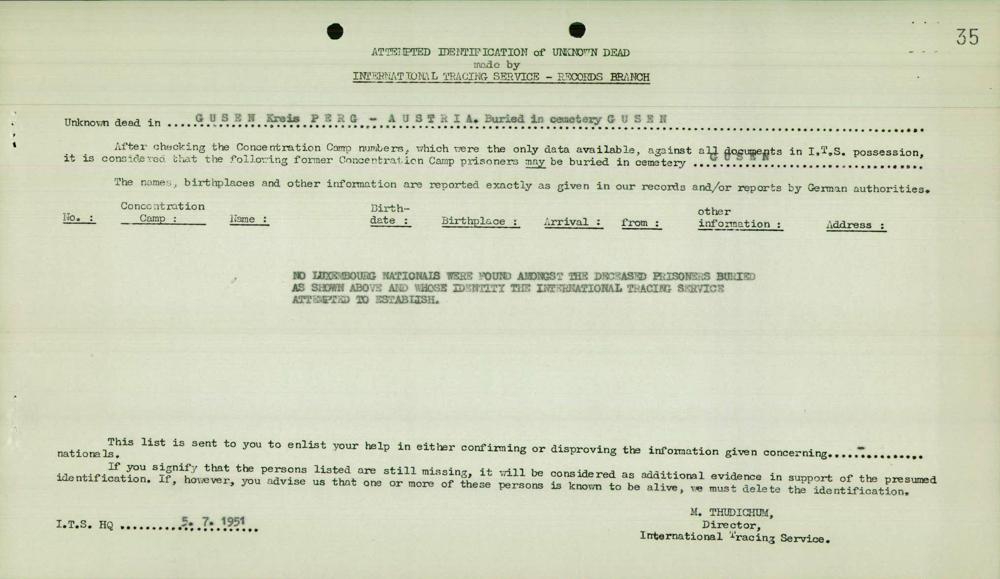 35
ATTEMPTED IDENTIFICATION of UNKNOWN DEAD
made by
INTERNATIONAL TRACING SERVICE - RECORDS BRANCH
Unknown dead in .....GUSEN Kreis PERG - AUSTRIA. Buried in cemetery GUSEN.....
After checking the Concentration Camp numbers, which were the only data available, against all documents in I.T.S. possession,
it is considered that the following former Concentration Camp prisoners may be buried in cemetery ..GUSEN..........
The names, birthplaces and other information are reported exactly as given in our records and/or reports by German authorities.
No. : Concentration Camp : Name : Birth-date : Birthplace : Arrival : from : other information : Address :
NO LUXEMBOURG NATIONALS WERE FOUND AMONGST THE DECEASED PRISONERS BURIED
AS SHOWN ABOVE AND WHOSE IDENTITY THE INTERNATIONAL TRACING SERVICE
ATTEMPTED TO ESTABLISH.
This list is sent to you to enlist your help in either confirming or disproving the information given concerning.....-.........
nationals.
If you signify that the persons listed are still missing, it will be considered as additional evidence in support of the presumed
identification. If, however, you advise us that one or more of these persons is known to be alive, we must delete the identification.
I.T.S. HQ ........5. 7. 1951..
M. THUDICHUM,
Director,
International Tracing Service.